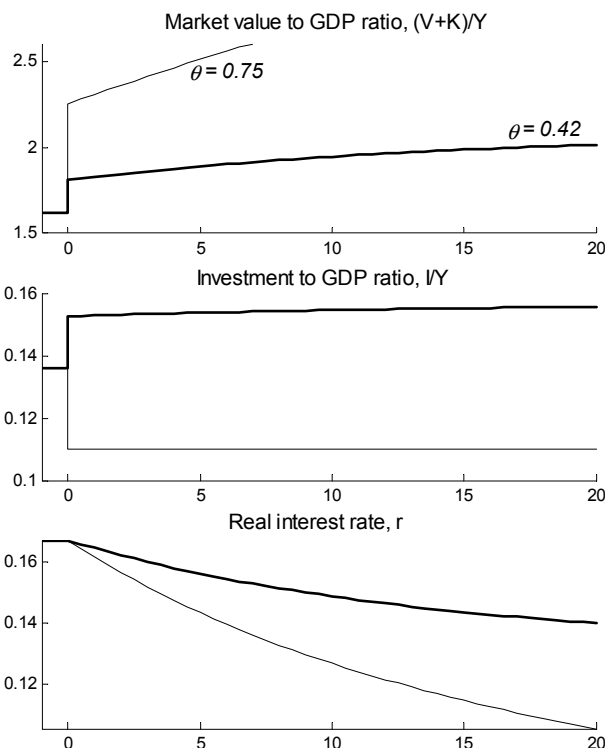 Market value to GDP ratio, (V+K)/Y
2.5
θ = 0.75
θ = 0.42
2
1.5
0 5 10 15 20
Investment to GDP ratio, I/Y
0.16
0.14
0.12
0.1
0 5 10 15 20
Real interest rate, r
0.16
0.14
0.12
0 5 10 15 20